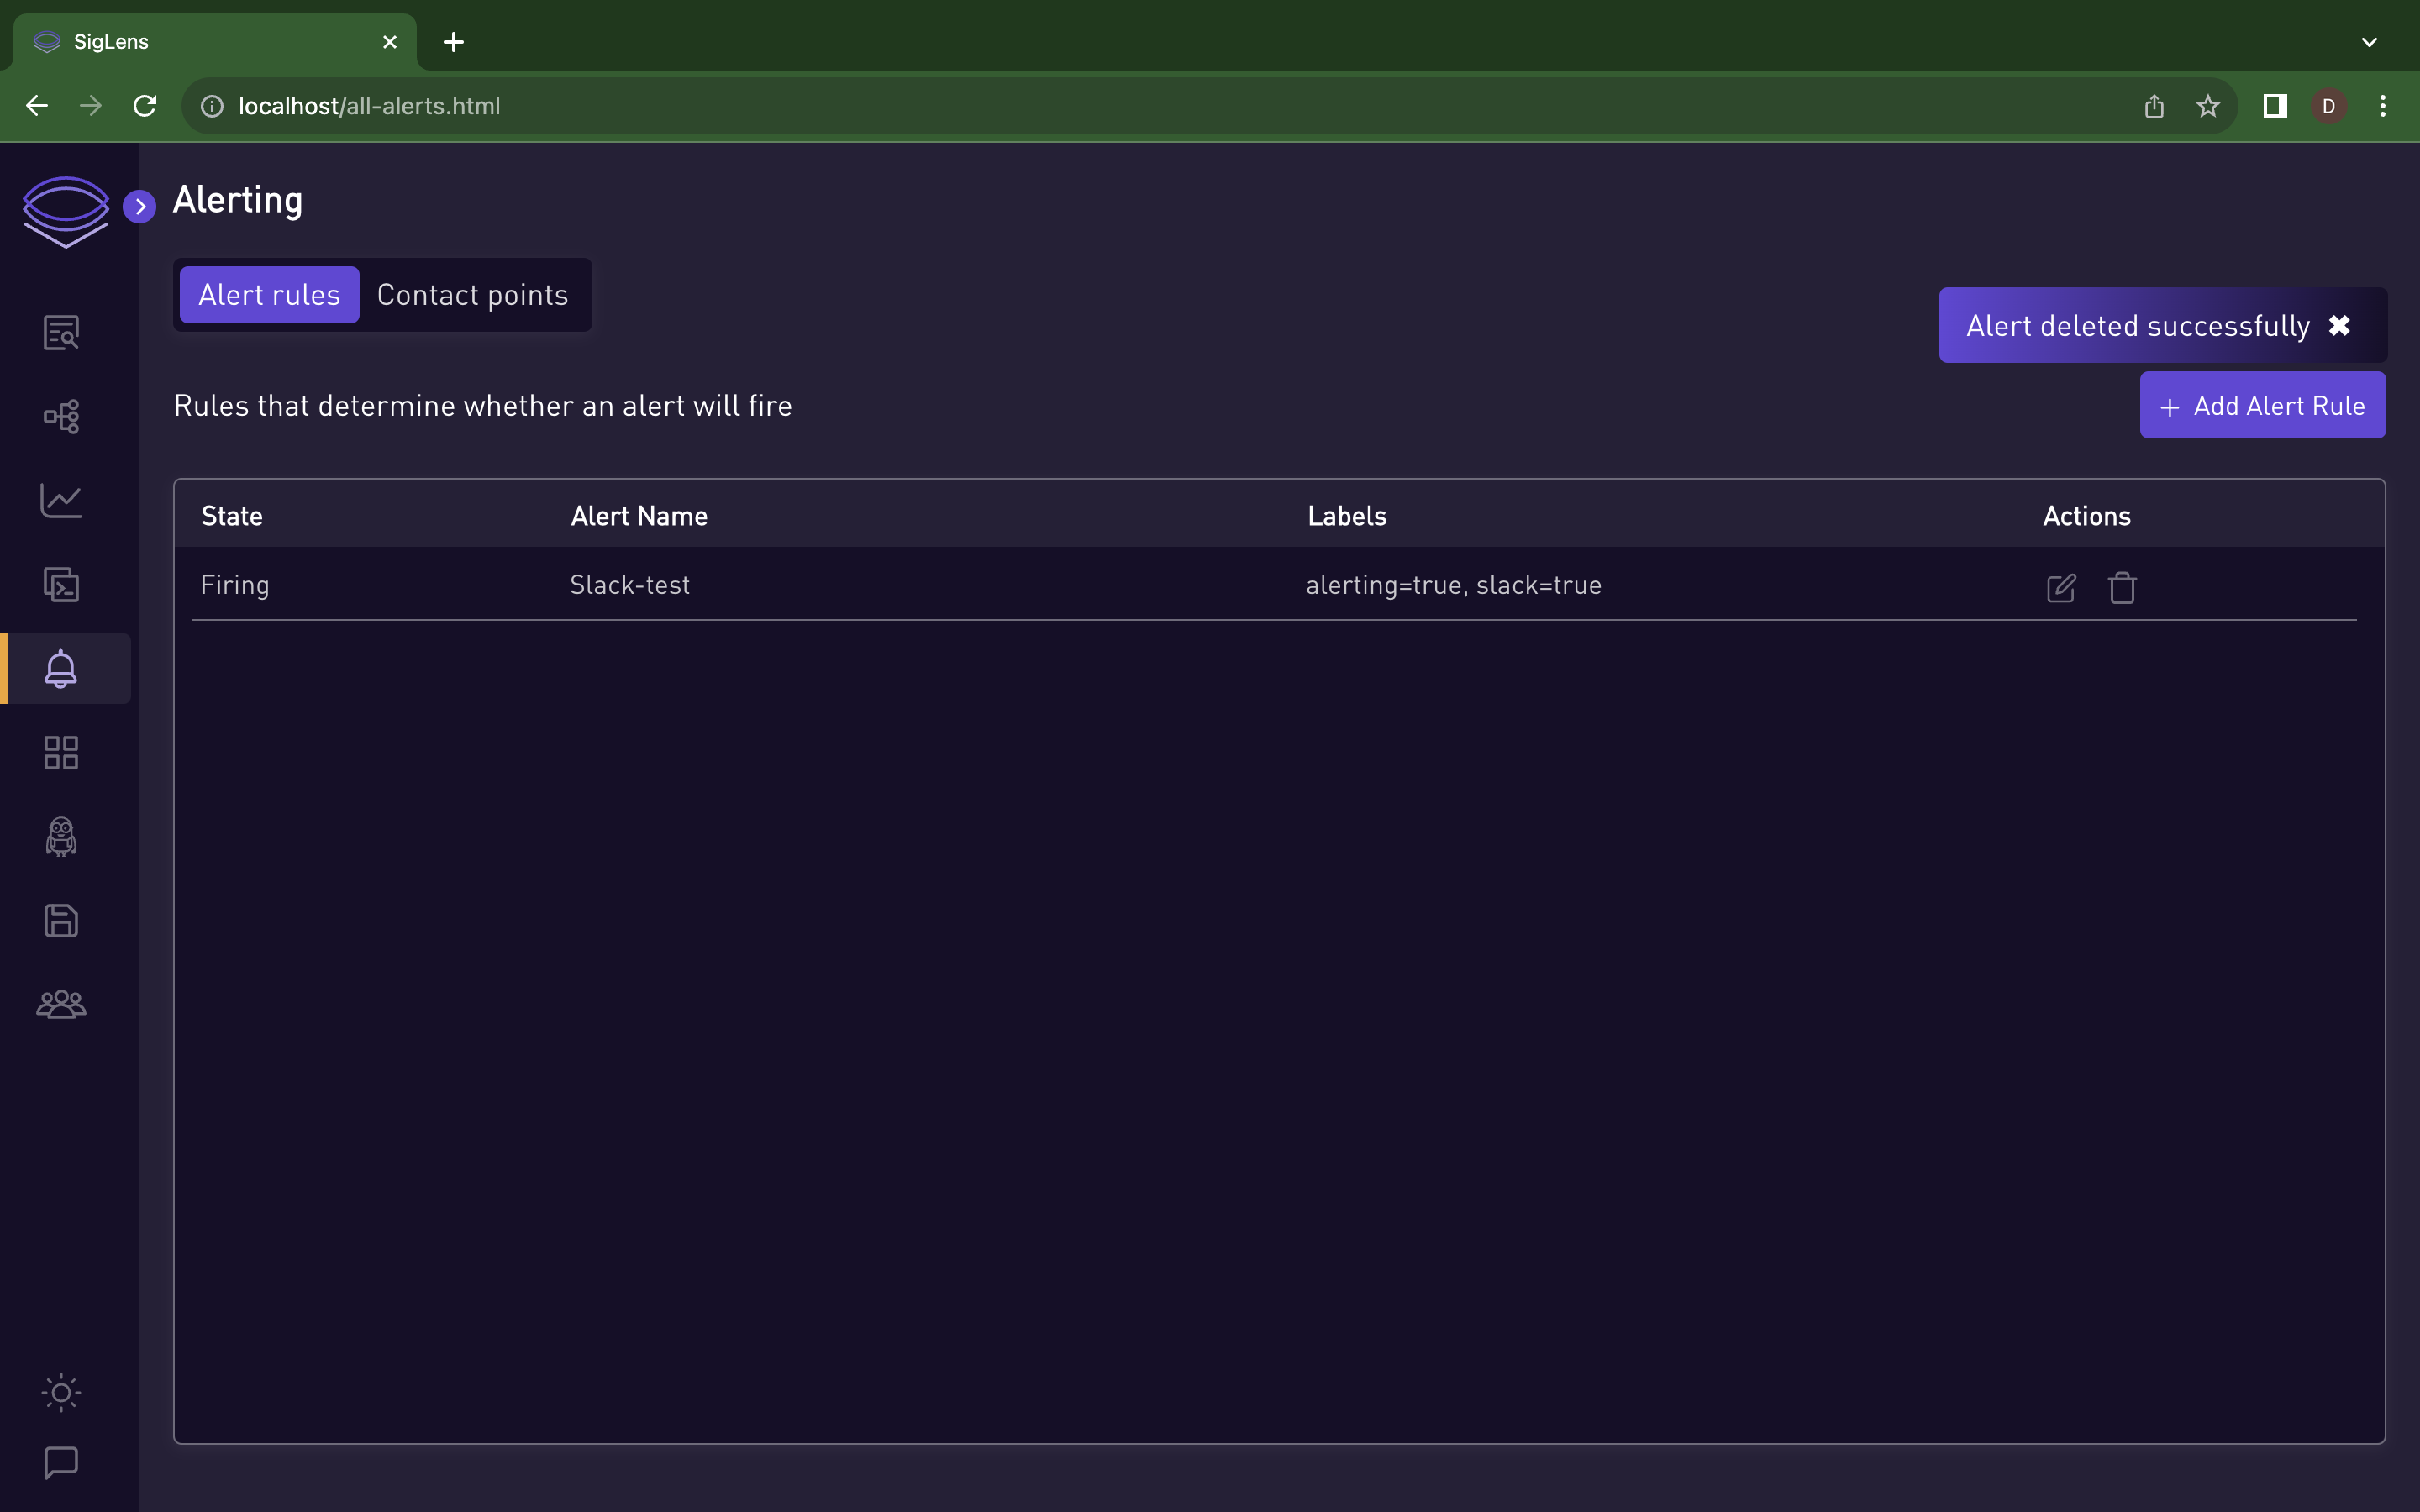 SigLens
localhost/all-alerts.html
D
Alerting
Alert rules
Contact points
Alert deleted successfully
Rules that determine whether an alert will fire
+ Add Alert Rule
State Alert Name Labels Actions
Firing Slack-test alerting=true, slack=true